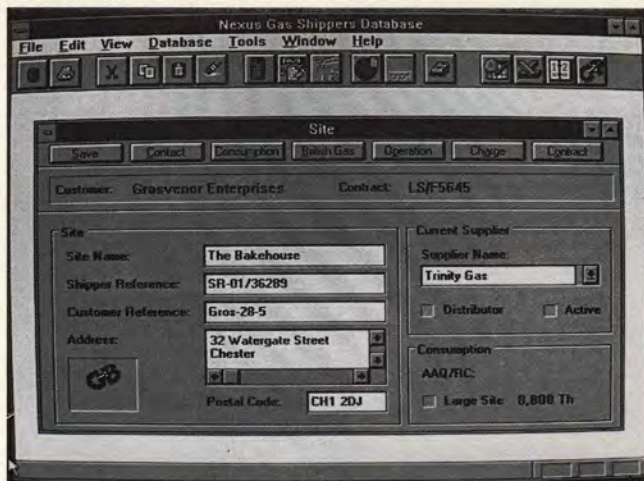 Nexus Gas Shippers Database
File Edit View Database Tools Window Help
Site
Save Contact Consumption British Gas Operation Charge Contract
Customer: Grosvenor Enterprises Contract: LS/F5645
Site
Site Name: The Bakehouse
Shipper Reference: SR-01/36289
Customer Reference: Gros-28-5
Address: 32 Watergate Street
Chester
Postal Code: CH1 2DJ
Current Supplier
Supplier Name:
Trinity Gas
Distributor Active
Consumption
AAQ/RC:
Large Site 8,808 Th